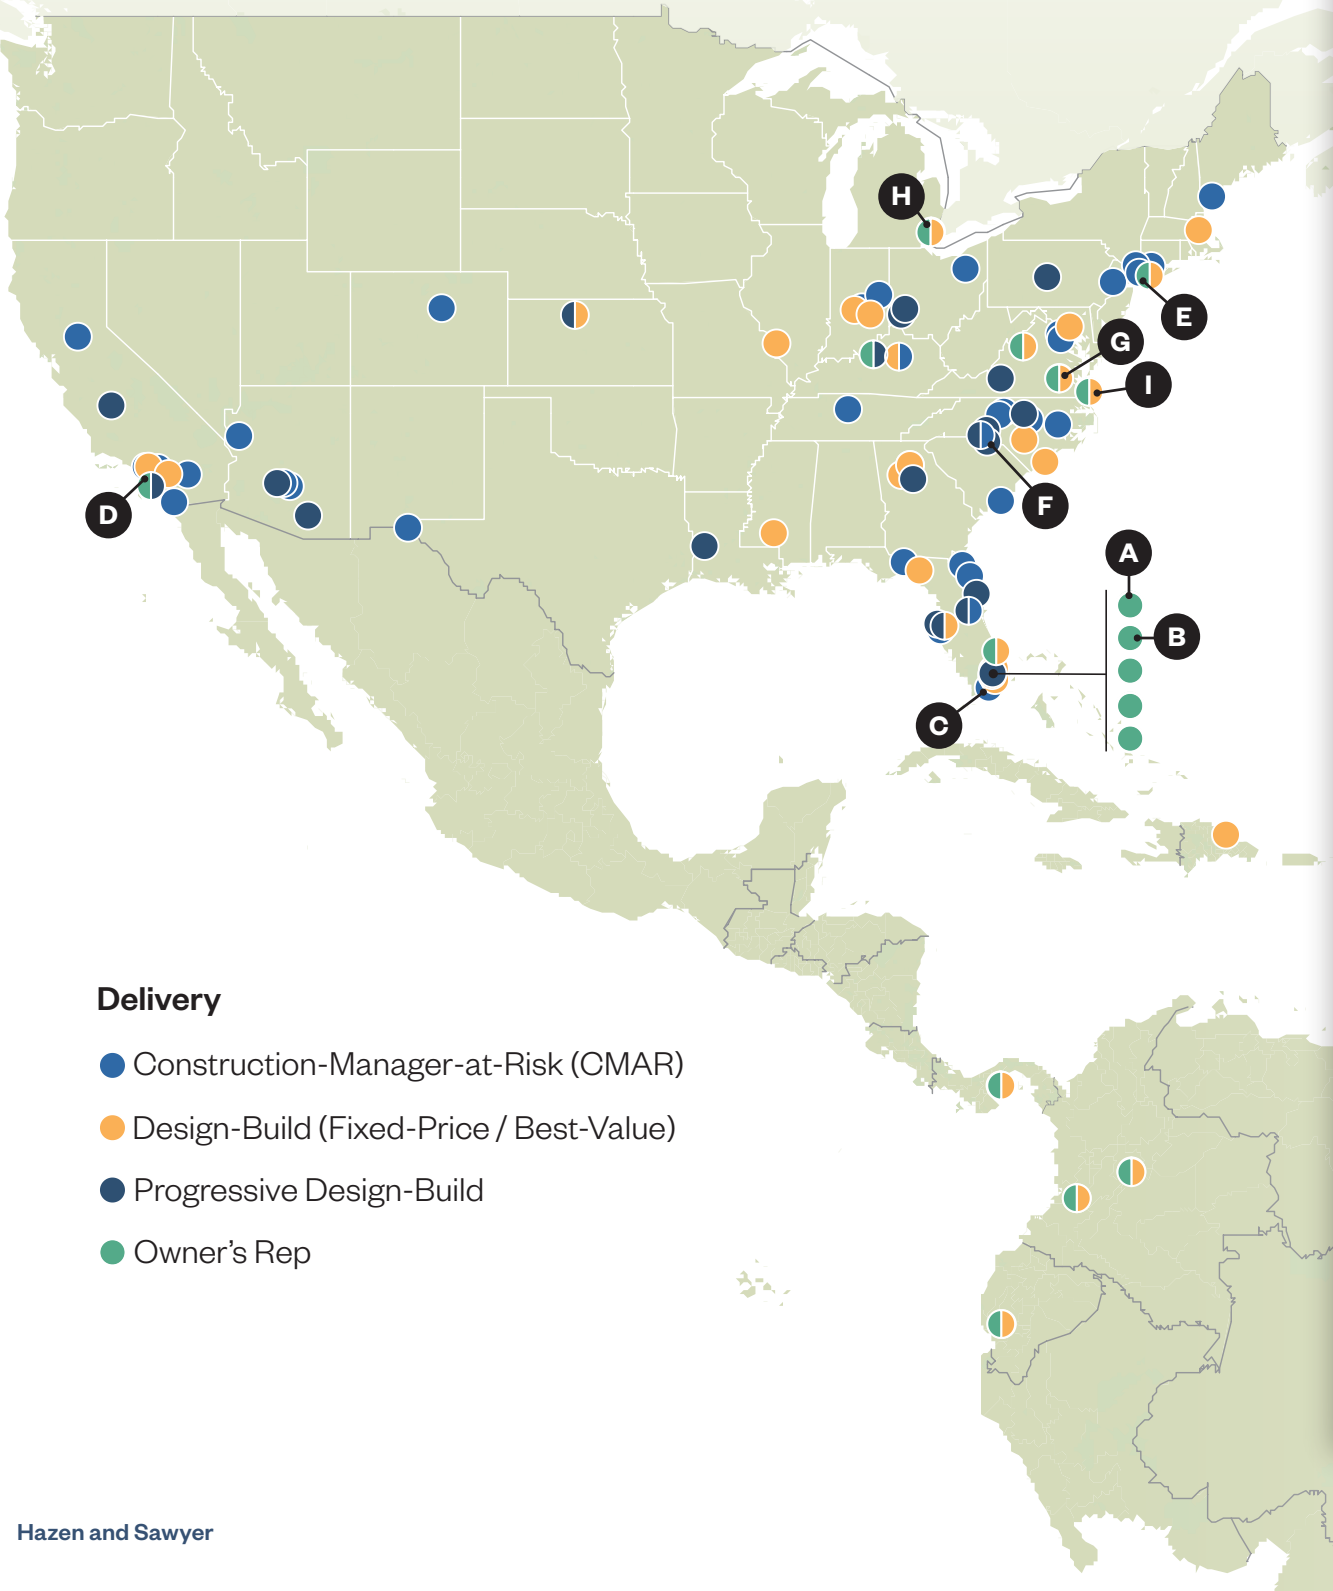 H
E
G
I
D
F
A
B
C
Delivery
Construction-Manager-at-Risk (CMAR)
Design-Build (Fixed-Price / Best-Value)
Progressive Design-Build
Owner’s Rep
Hazen and Sawyer